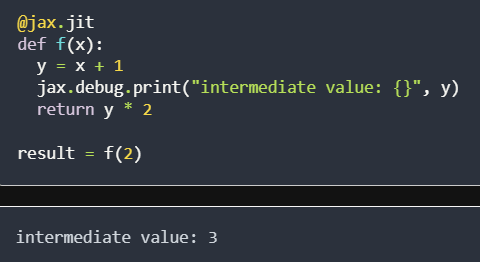 @jax.jit
def f(x):
  y = x + 1
  jax.debug.print("intermediate value: {}", y)
  return y * 2
result = f(2)
intermediate value: 3